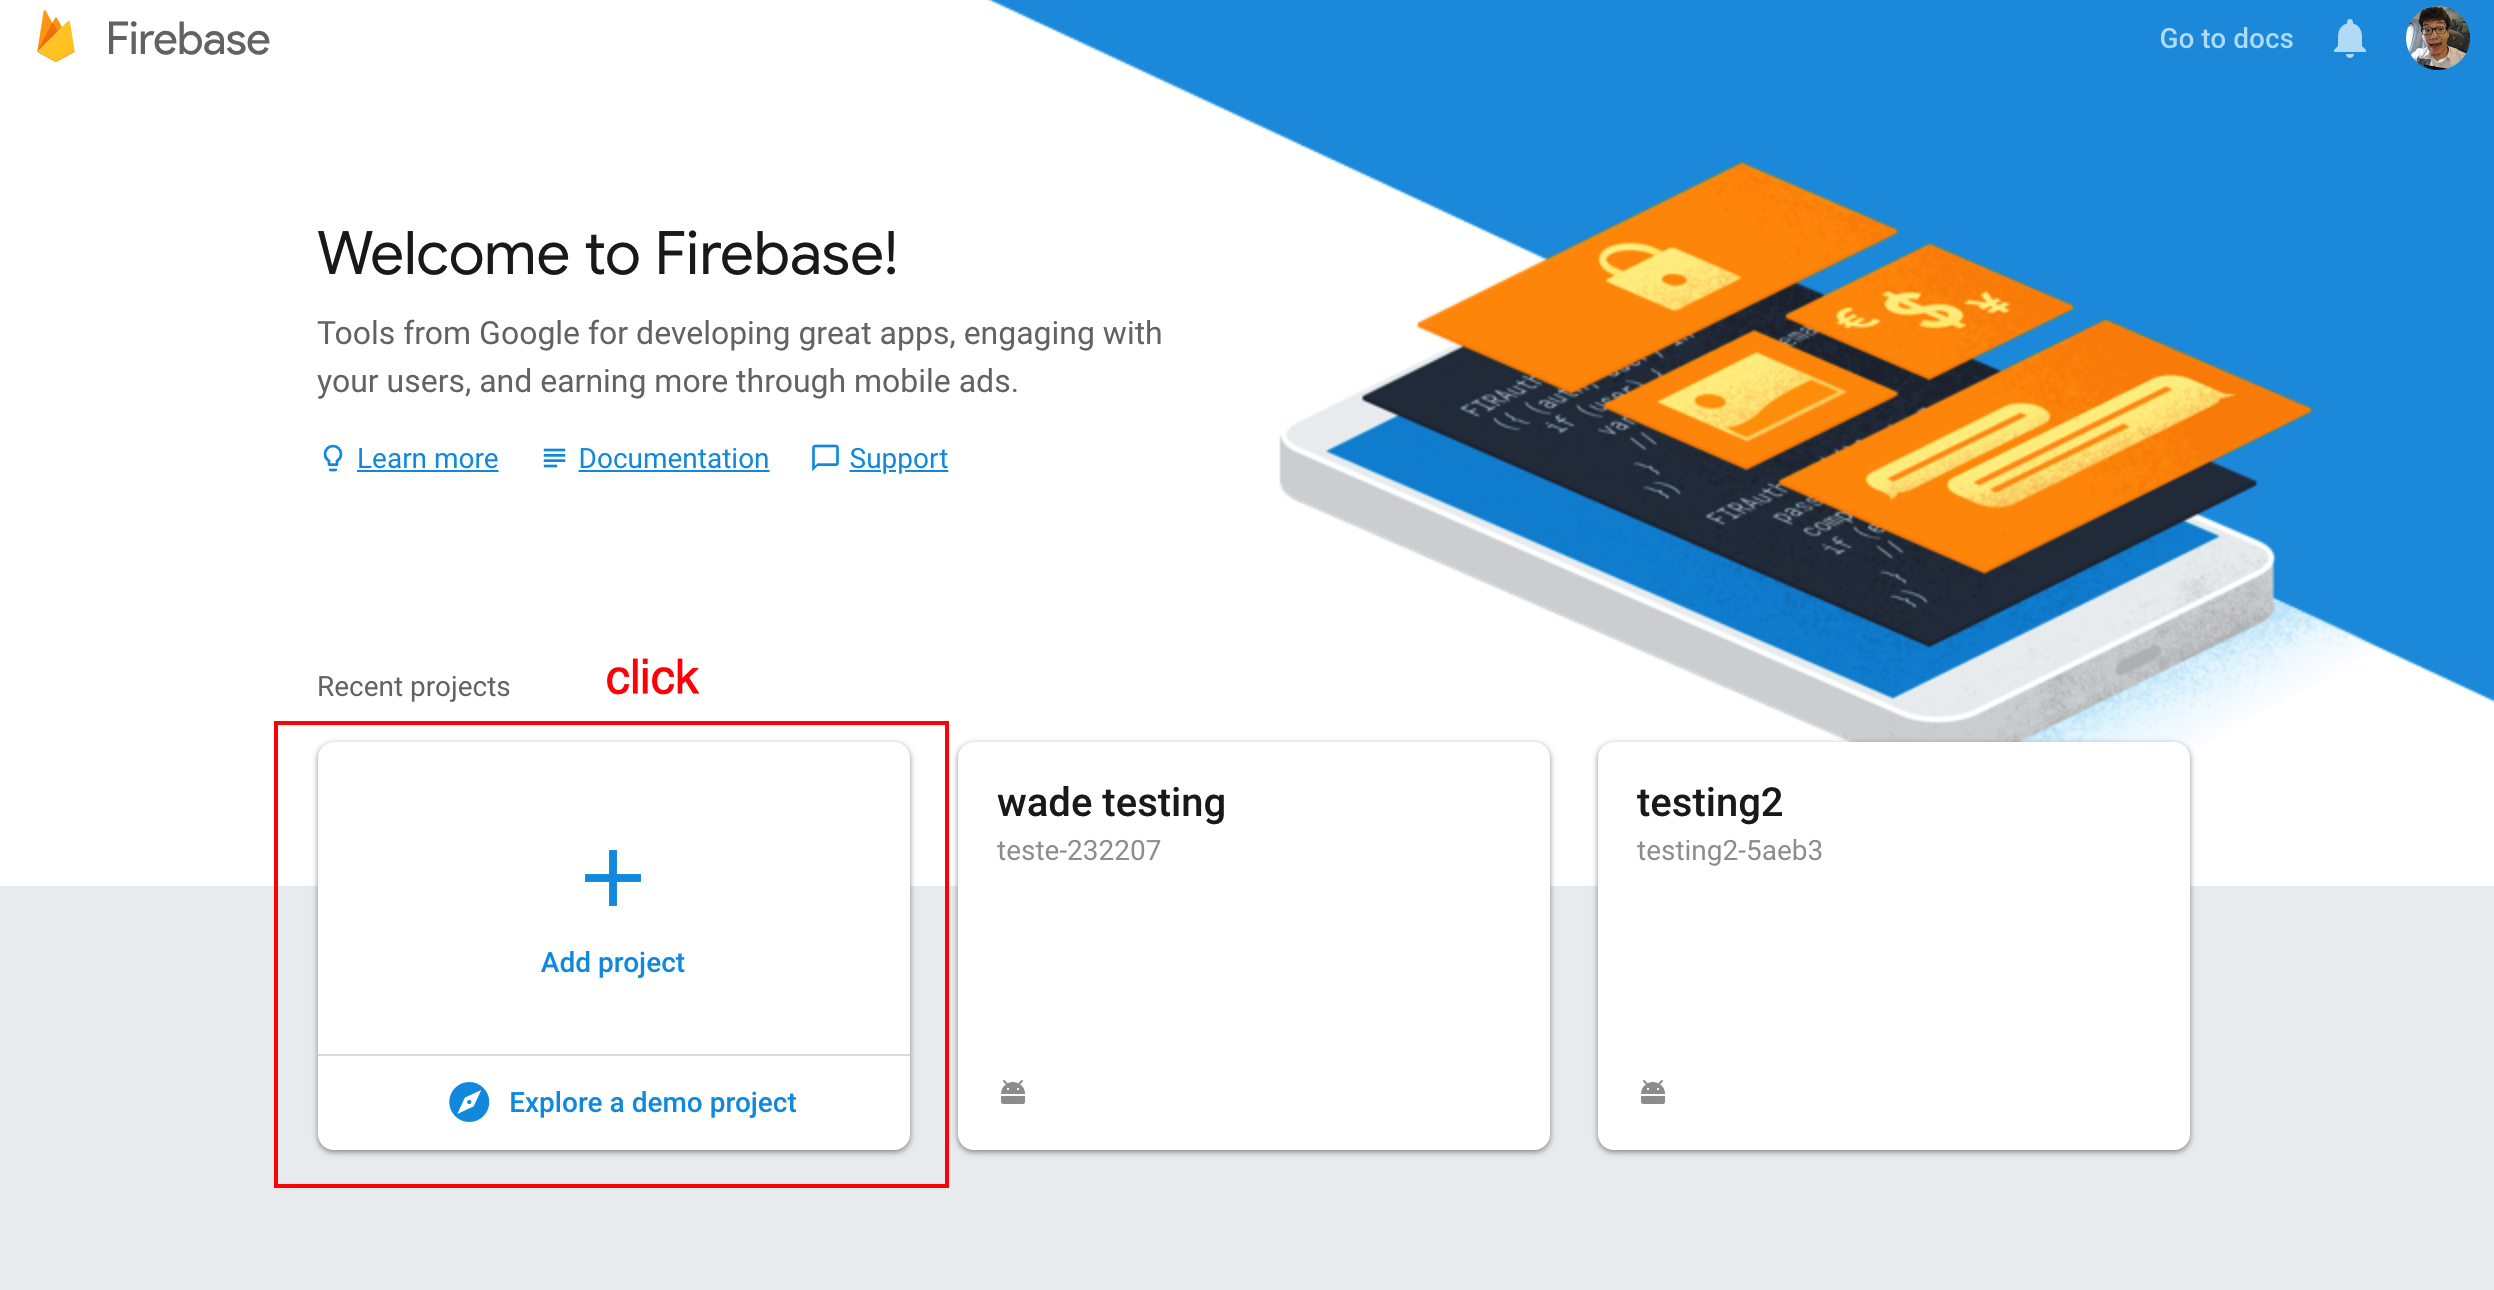 Firebase
Go to docs
Welcome to Firebase!
Tools from Google for developing great apps, engaging with
your users, and earning more through mobile ads.
Learn more
Documentation
Support
Recent projects
click
Add project
Explore a demo project
wade testing
teste-232207
testing2
testing2-5aeb3